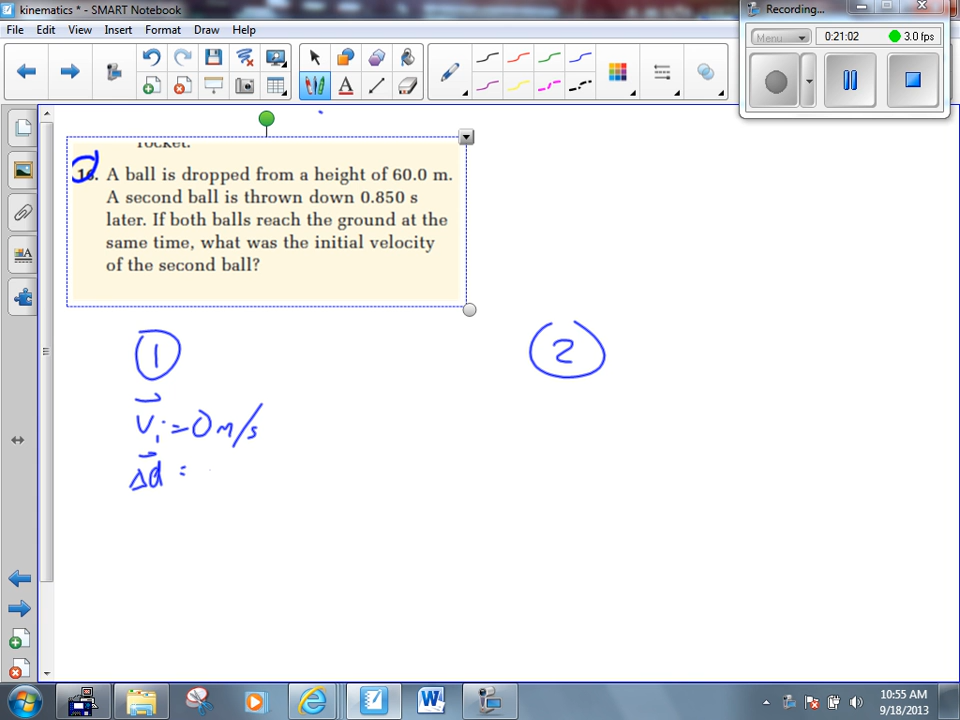 kinematics * - SMART Notebook
Recording...
File Edit View Insert Format Draw Help
Menu
0:21:02
3.0 fps
rocket.
16. A ball is dropped from a height of 60.0 m.
A second ball is thrown down 0.850 s
later. If both balls reach the ground at the
same time, what was the initial velocity
of the second ball?
1
2
Vi = 0 m/s
Δd =
10:55 AM
9/18/2013